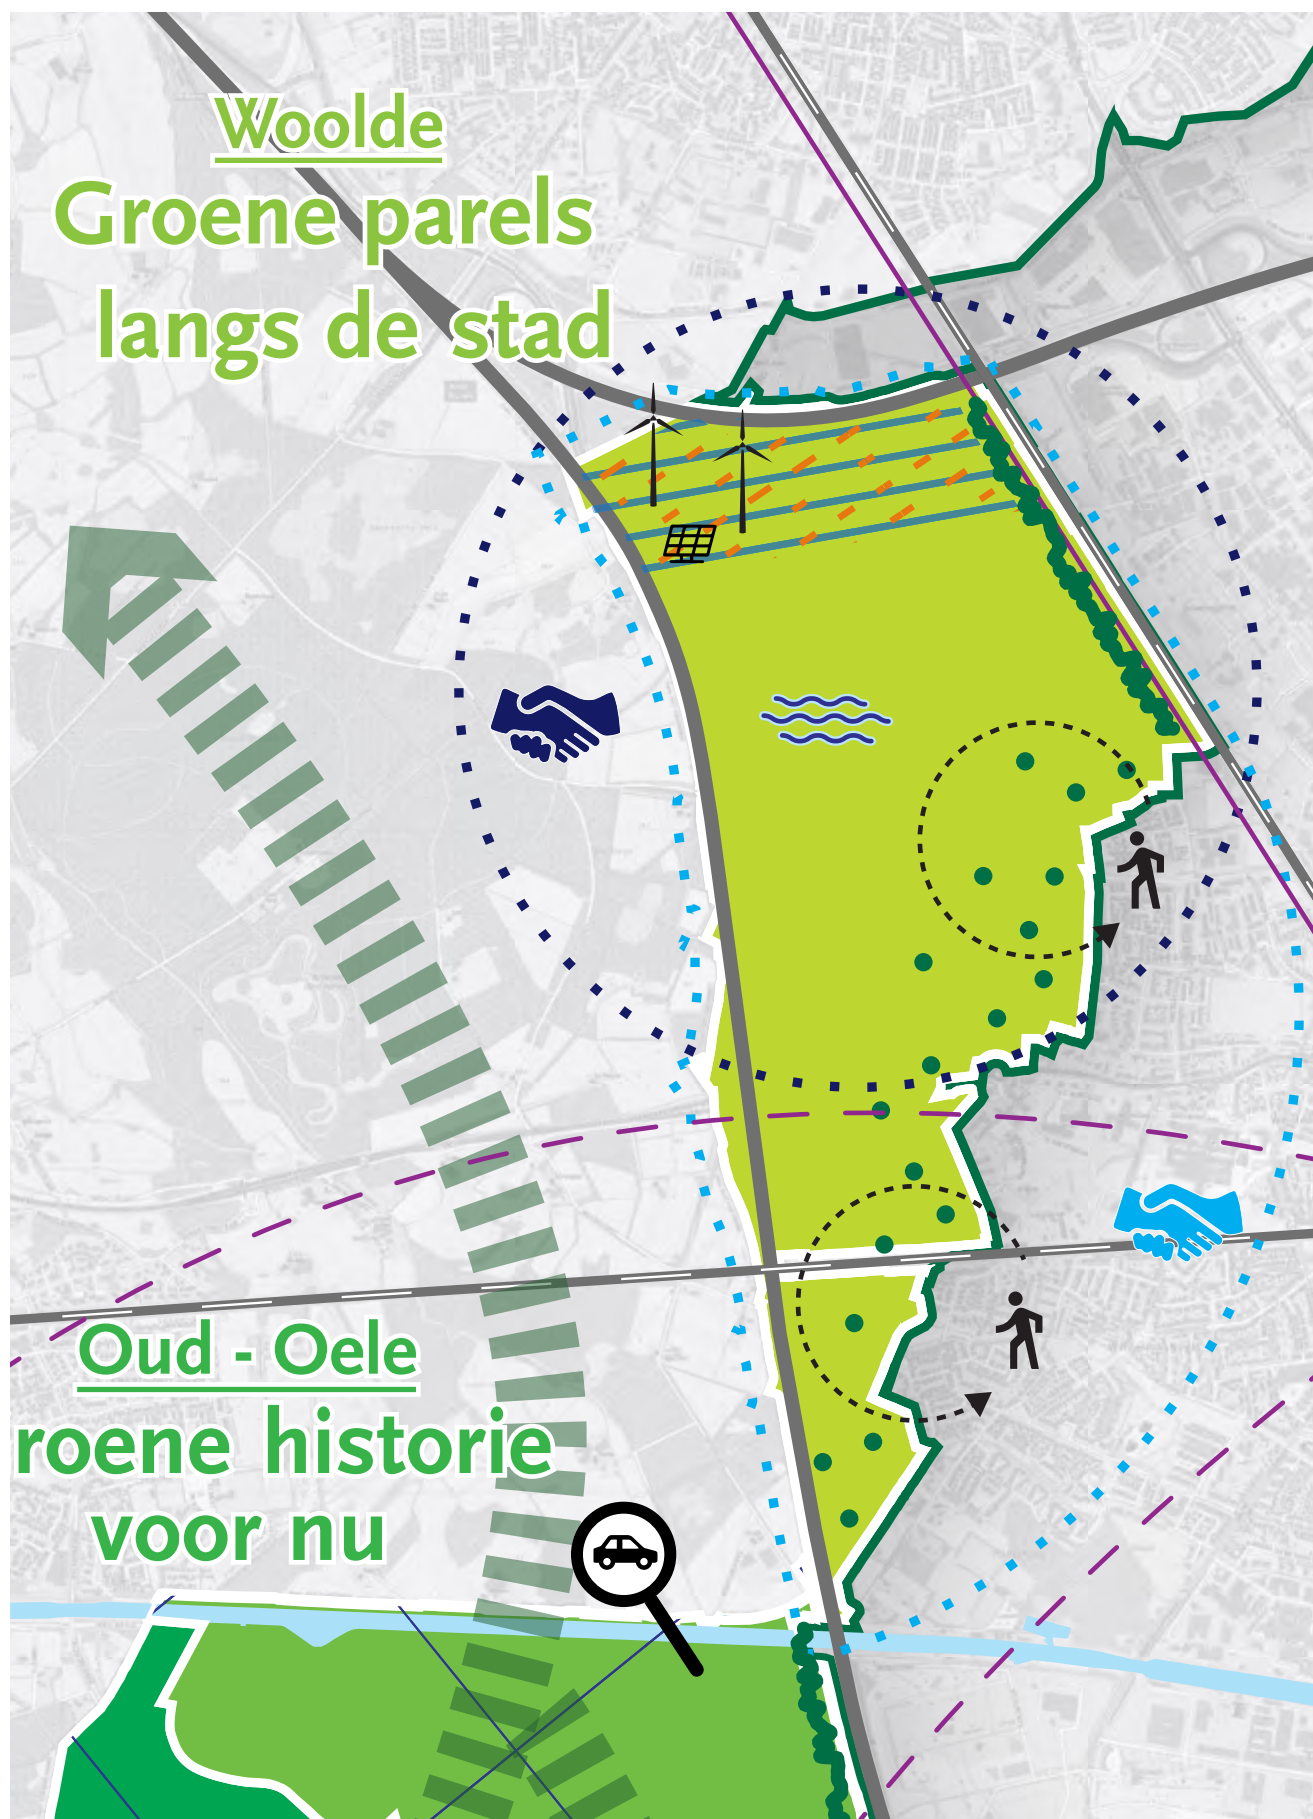 Woolde
Groene parels
langs de stad
Oud - Oele
roene historie
voor nu